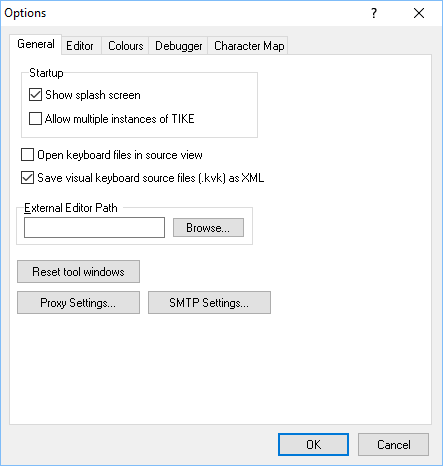 Options
General Editor Colours Debugger Character Map
Startup
Show splash screen
Allow multiple instances of TIKE
Open keyboard files in source view
Save visual keyboard source files (.kvk) as XML
External Editor Path
Browse...
Reset tool windows
Proxy Settings... SMTP Settings...
OK Cancel